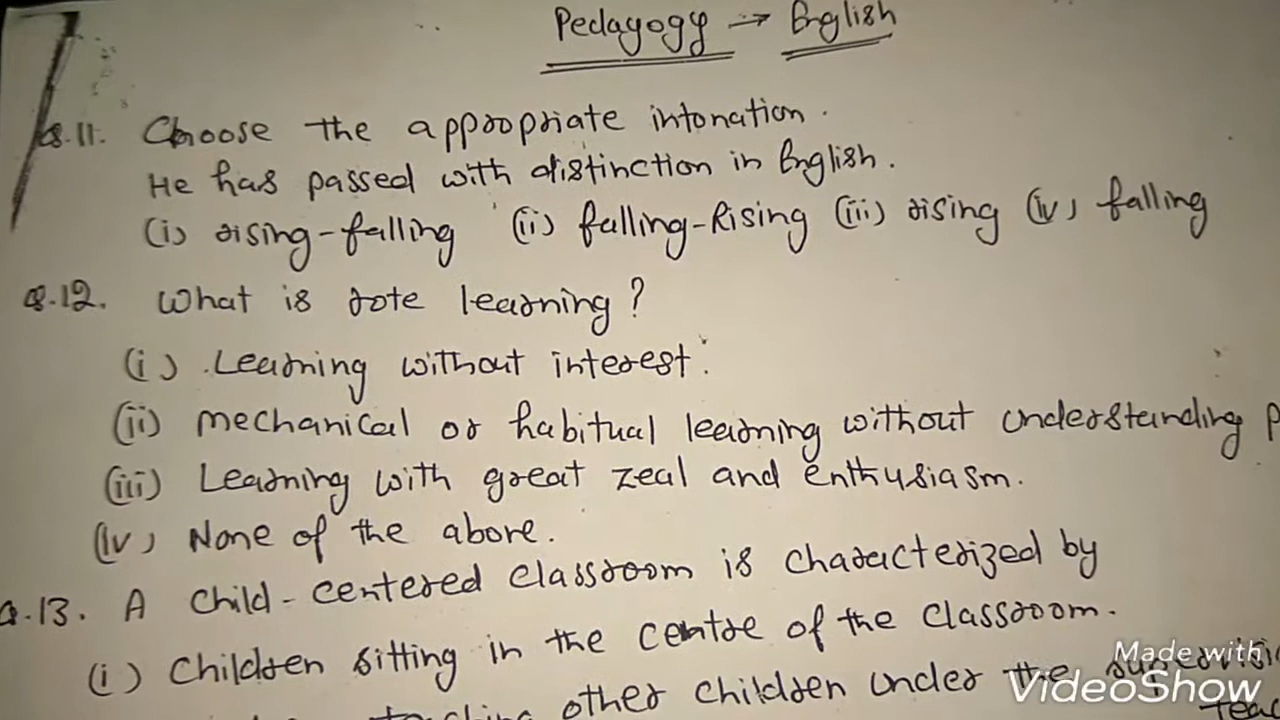 Pedagogy → English
Q.11. Choose the appropriate intonation.
He has passed with distinction in English.
(i) rising-falling (ii) falling-Rising (iii) rising (iv) falling
Q.12. What is rote learning?
(i) Learning without interest.
(ii) Mechanical or habitual learning without understanding
(iii) Learning with great zeal and enthusiasm.
(iv) None of the above.
Q.13. A child-centered classroom is characterized by
(i) Children sitting in the centre of the classroom.
other children under the
Made with
VideoShow